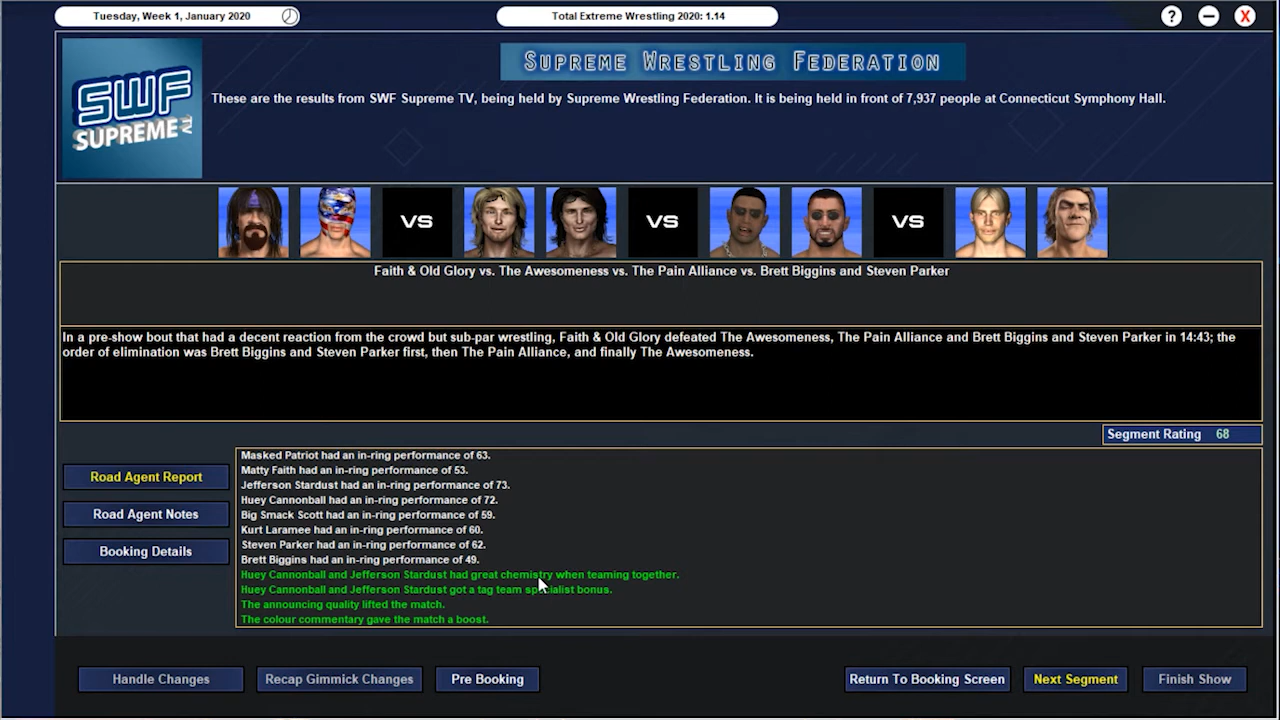 Tuesday, Week 1, January 2020
Total Extreme Wrestling 2020: 1.14
?
X
SWF
SUPREME TV
SUPREME WRESTLING FEDERATION
These are the results from SWF Supreme TV, being held by Supreme Wrestling Federation. It is being held in front of 7,937 people at Connecticut Symphony Hall.
VS
VS
VS
Faith & Old Glory vs. The Awesomeness vs. The Pain Alliance vs. Brett Biggins and Steven Parker
In a pre-show bout that had a decent reaction from the crowd but sub-par wrestling, Faith & Old Glory defeated The Awesomeness, The Pain Alliance and Brett Biggins and Steven Parker in 14:43; the
order of elimination was Brett Biggins and Steven Parker first, then The Pain Alliance, and finally The Awesomeness.
Segment Rating 68
Road Agent Report
Road Agent Notes
Booking Details
Masked Patriot had an in-ring performance of 63.
Matty Faith had an in-ring performance of 53.
Jefferson Stardust had an in-ring performance of 73.
Huey Cannonball had an in-ring performance of 72.
Big Smack Scott had an in-ring performance of 59.
Kurt Laramee had an in-ring performance of 60.
Steven Parker had an in-ring performance of 62.
Brett Biggins had an in-ring performance of 49.
Huey Cannonball and Jefferson Stardust had great chemistry when teaming together.
Huey Cannonball and Jefferson Stardust got a tag team specialist bonus.
The announcing quality lifted the match.
The colour commentary gave the match a boost.
Handle Changes
Recap Gimmick Changes
Pre Booking
Return To Booking Screen
Next Segment
Finish Show